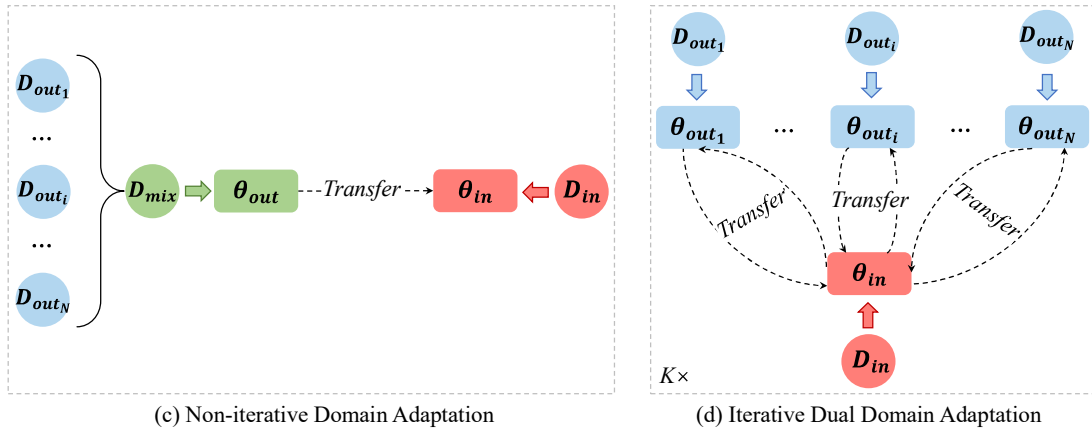 D_out_1
...
D_out_i
...
D_out_N
D_mix
θ_out
Transfer
θ_in
D_in
(c) Non-iterative Domain Adaptation
D_out_1
D_out_i
D_out_N
θ_out_1 ... θ_out_i ... θ_out_N
Transfer
Transfer
Transfer
θ_in
D_in
K×
(d) Iterative Dual Domain Adaptation